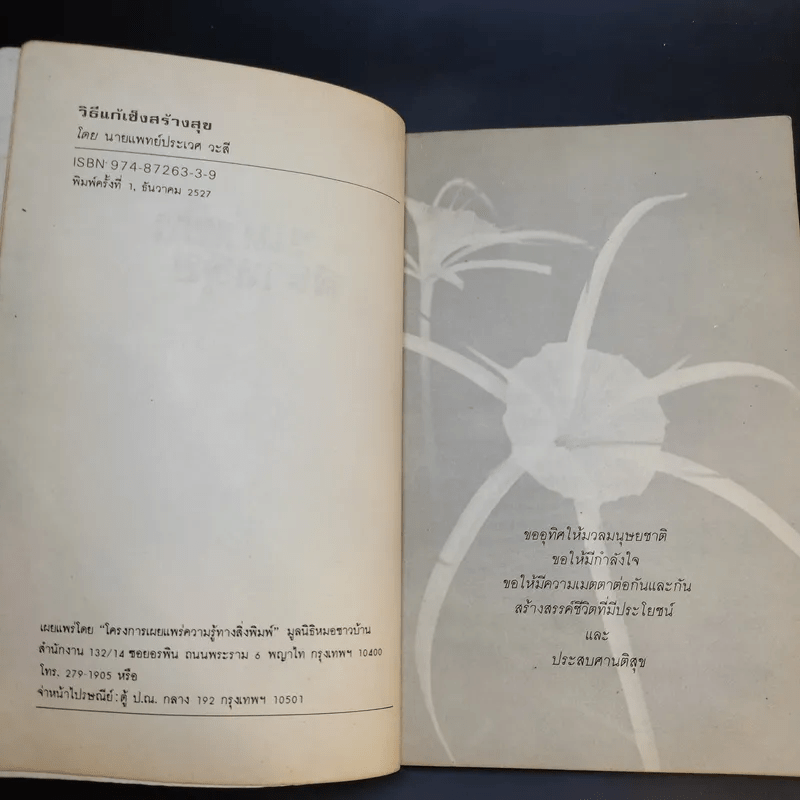 วิธีแก้เซ็งสร้างสุข
โดย นายแพทย์ประเวศ วะสี
ISBN 974-87263-3-9
พิมพ์ครั้งที่ 1, ธันวาคม 2527
เผยแพร่โดย "โครงการเผยแพร่ความรู้ทางสิ่งพิมพ์" มูลนิธิหมอชาวบ้าน
สำนักงาน 132/14 ซอยอรพิน ถนนพระราม 6 พญาไท กรุงเทพฯ 10400
โทร. 279-1905 หรือ
จ่าหน้าไปรษณีย์: ตู้ ป.ณ. กลาง 192 กรุงเทพฯ 10501
ขออุทิศให้มวลมนุษยชาติ
ขอให้มีกำลังใจ
ขอให้มีความเมตตาต่อกันและกัน
สร้างสรรค์ชีวิตที่มีประโยชน์
และ
ประสบศานติสุข